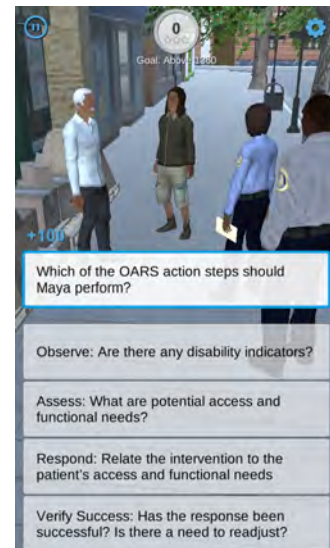 11
0
Goal: Above 1360
+100
Which of the OARS action steps should
Maya perform?
Observe: Are there any disability indicators?
Assess: What are potential access and
functional needs?
Respond: Relate the intervention to the
patient's access and functional needs
Verify Success: Has the response been
successful? Is there a need to readjust?